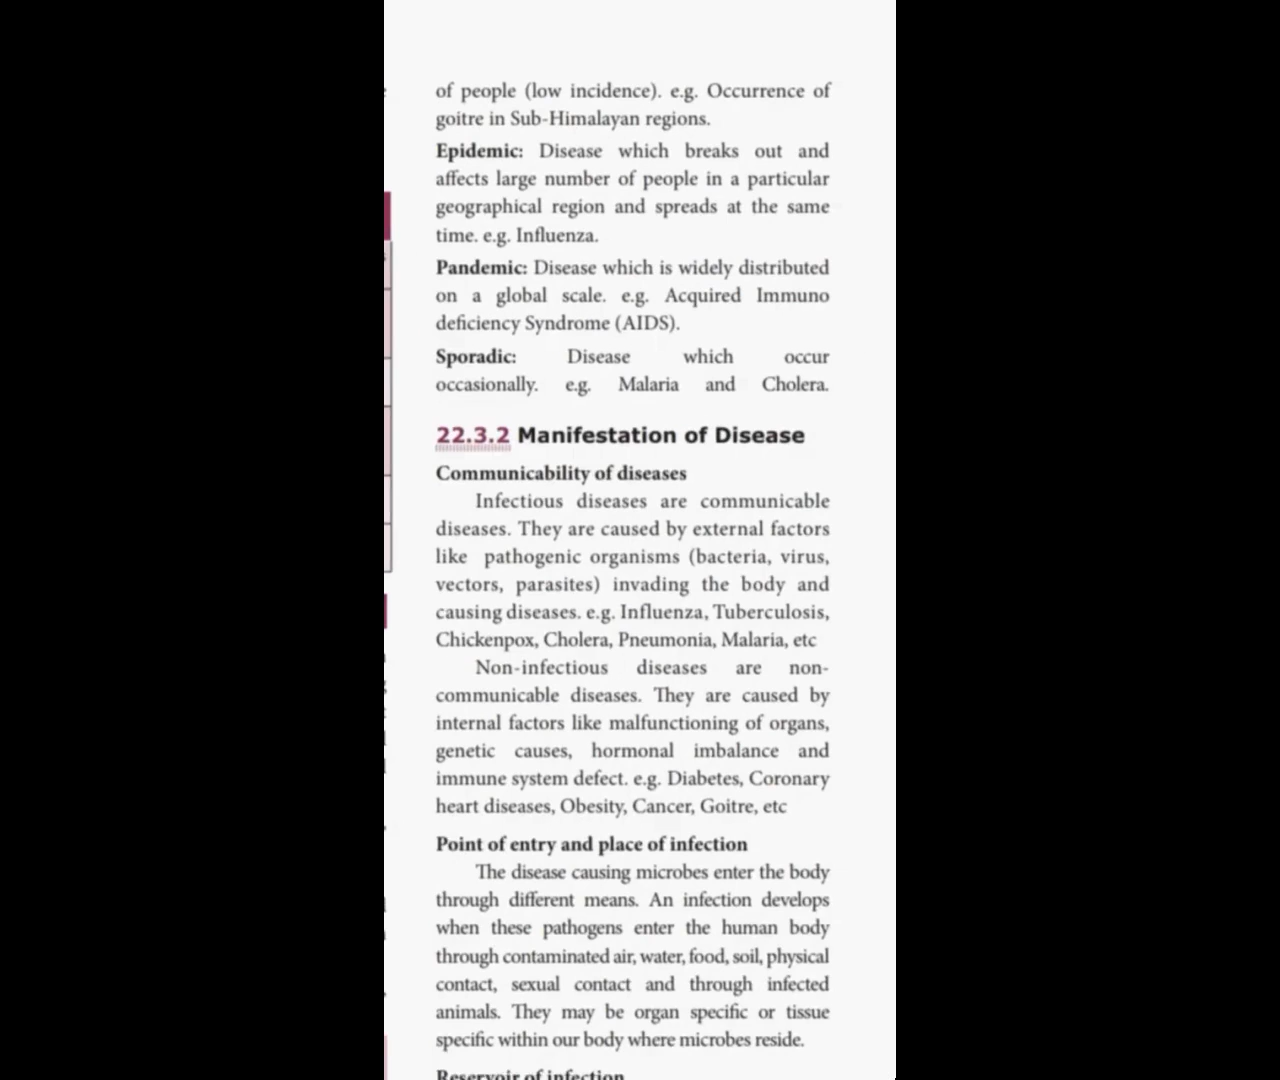 of people (low incidence). e.g. Occurrence of
goitre in Sub-Himalayan regions.
Epidemic: Disease which breaks out and
affects large number of people in a particular
geographical region and spreads at the same
time. e.g. Influenza.
Pandemic: Disease which is widely distributed
on a global scale. e.g. Acquired Immuno
deficiency Syndrome (AIDS).
Sporadic: Disease which occur
occasionally. e.g. Malaria and Cholera.
22.3.2 Manifestation of Disease
Communicability of diseases
Infectious diseases are communicable
diseases. They are caused by external factors
like pathogenic organisms (bacteria, virus,
vectors, parasites) invading the body and
causing diseases. e.g. Influenza, Tuberculosis,
Chickenpox, Cholera, Pneumonia, Malaria, etc
Non-infectious diseases are non-
communicable diseases. They are caused by
internal factors like malfunctioning of organs,
genetic causes, hormonal imbalance and
immune system defect. e.g. Diabetes, Coronary
heart diseases, Obesity, Cancer, Goitre, etc
Point of entry and place of infection
The disease causing microbes enter the body
through different means. An infection develops
when these pathogens enter the human body
through contaminated air, water, food, soil, physical
contact, sexual contact and through infected
animals. They may be organ specific or tissue
specific within our body where microbes reside.
Reservoir of infection